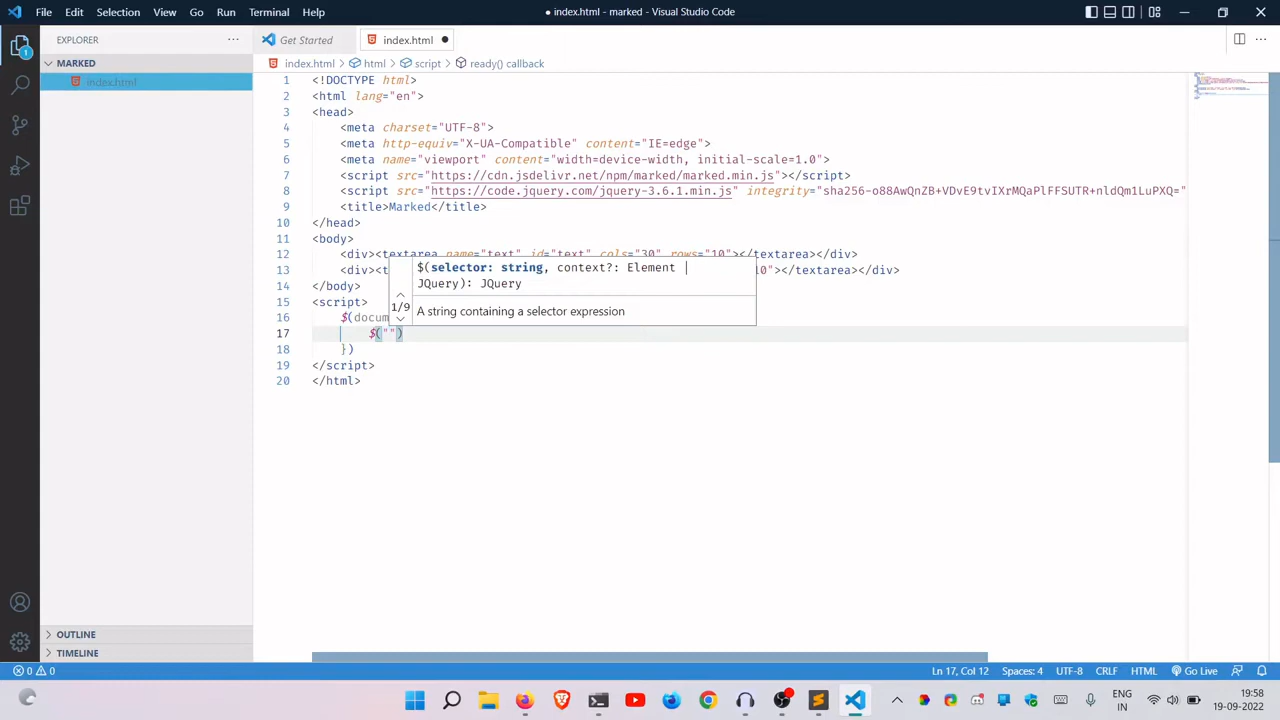 File Edit Selection View Go Run Terminal Help
● index.html - marked - Visual Studio Code
EXPLORER
Get Started
index.html ●
MARKED
index.html > html > script > ready() callback
index.html
1 <!DOCTYPE html>
2 <html lang="en">
3 <head>
4 <meta charset="UTF-8">
5 <meta http-equiv="X-UA-Compatible" content="IE=edge">
6 <meta name="viewport" content="width=device-width, initial-scale=1.0">
7 <script src="https://cdn.jsdelivr.net/npm/marked/marked.min.js"></script>
8 <script src="https://code.jquery.com/jquery-3.6.1.min.js" integrity="sha256-o88AwQnZB+VDvE9tvIXrMQaPlFFSUTR+nldQm1LuPXQ="
9 <title>Marked</title>
10 </head>
11 <body>
12 <div><textarea name="text" id="text" cols="30" rows="10"></textarea></div>
13 <div><t 10"></textarea></div>
$(selector: string, context?: Element |
JQuery): JQuery
1/9
A string containing a selector expression
14 </body>
15 <script>
16 $(docum
17 $("")
18 })
19 </script>
20 </html>
OUTLINE
TIMELINE
0 0
Ln 17, Col 12 Spaces: 4 UTF-8 CRLF HTML Go Live
1
ENG
IN
19:58
19-09-2022